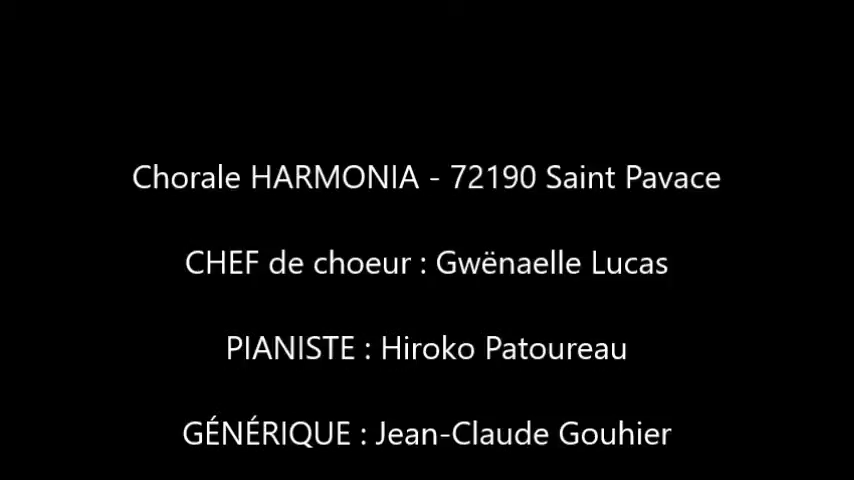 Chorale HARMONIA - 72190 Saint Pavace
CHEF de choeur : Gwënaelle Lucas
PIANISTE : Hiroko Patoureau
GÉNÉRIQUE : Jean-Claude Gouhier